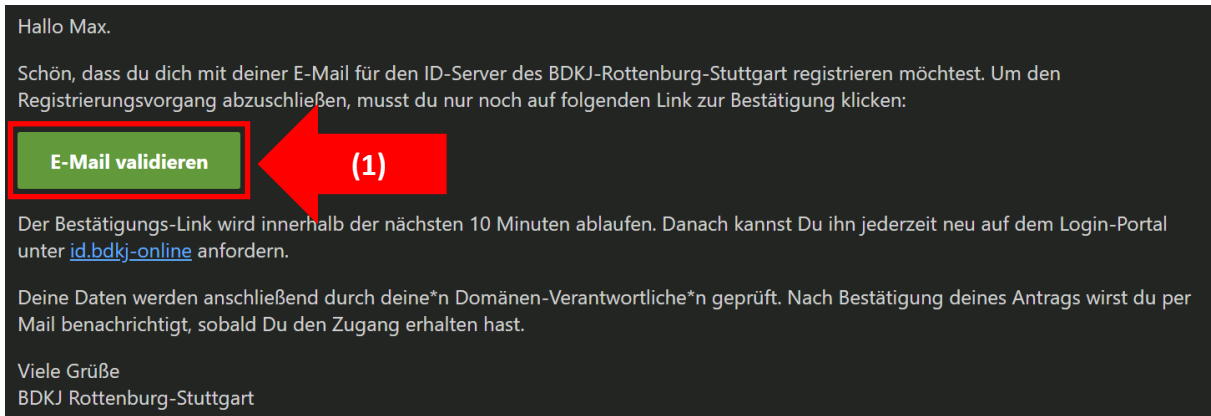 Hallo Max.
Schön, dass du dich mit deiner E-Mail für den ID-Server des BDKJ-Rottenburg-Stuttgart registrieren möchtest. Um den
Registrierungsvorgang abzuschließen, musst du nur noch auf folgenden Link zur Bestätigung klicken:
E-Mail validieren
(1)
Der Bestätigungs-Link wird innerhalb der nächsten 10 Minuten ablaufen. Danach kannst Du ihn jederzeit neu auf dem Login-Portal
unter id.bdkj-online anfordern.
Deine Daten werden anschließend durch deine*n Domänen-Verantwortliche*n geprüft. Nach Bestätigung deines Antrags wirst du per
Mail benachrichtigt, sobald Du den Zugang erhalten hast.
Viele Grüße
BDKJ Rottenburg-Stuttgart